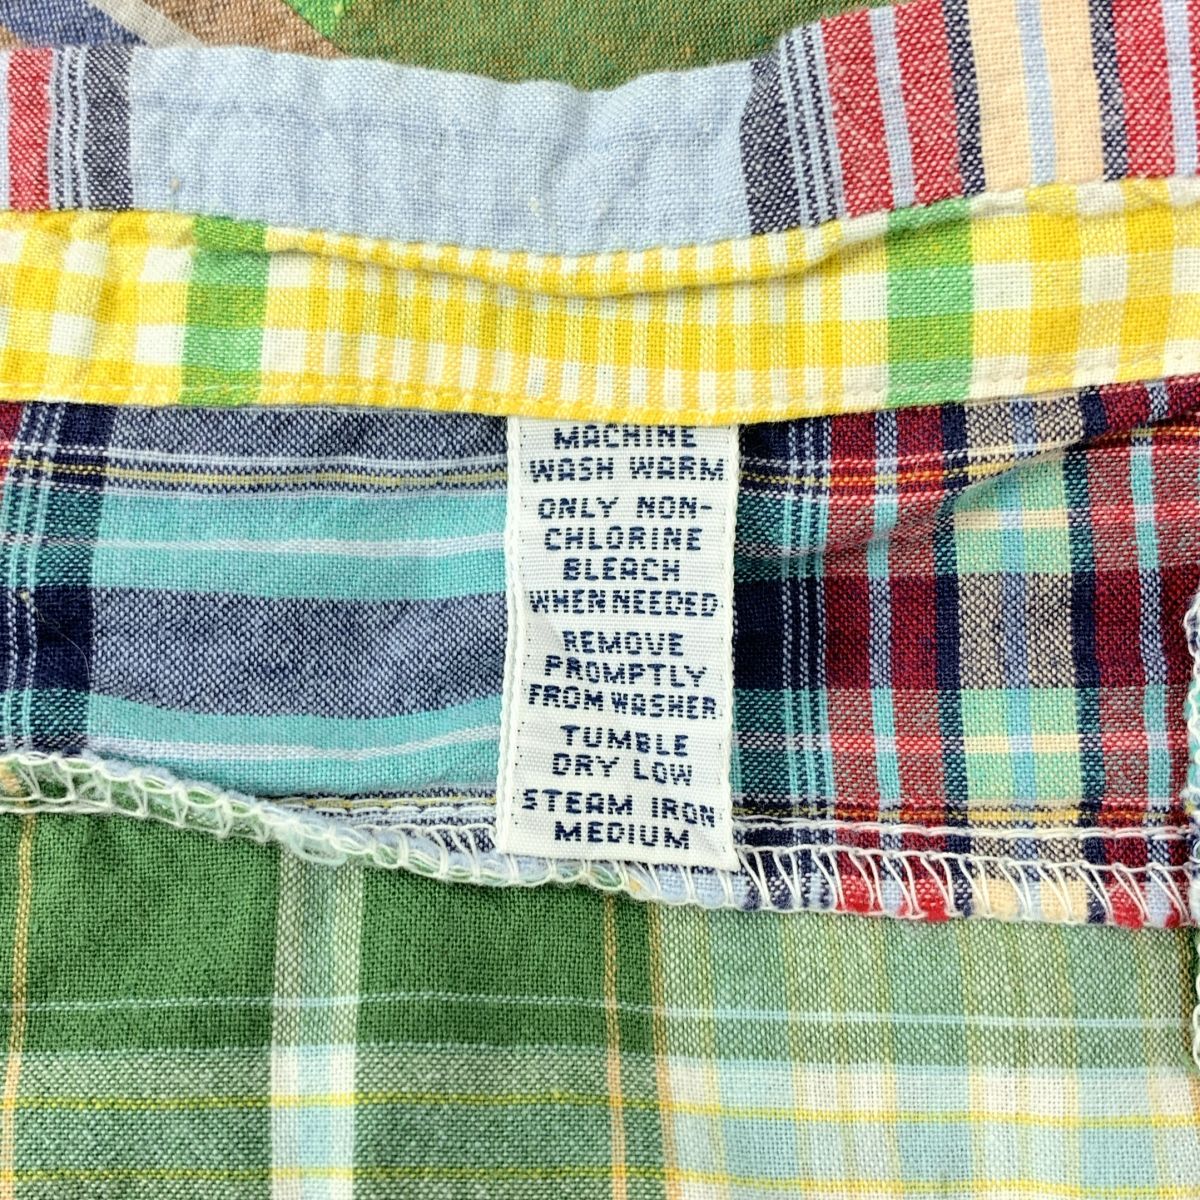 MACHINE
WASH WARM
ONLY NON-
CHLORINE
BLEACH
WHEN NEEDED
REMOVE
PROMPTLY
FROM WASHER
TUMBLE
DRY LOW
STEAM IRON
MEDIUM